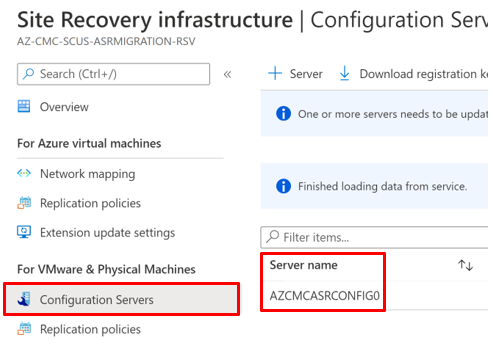 Site Recovery infrastructure | Configuration Serv
AZ-CMC-SCUS-ASRMIGRATION-RSV
Search (Ctrl+/)
«
Overview
For Azure virtual machines
Network mapping
Replication policies
Extension update settings
For VMware & Physical Machines
Configuration Servers
Replication policies
+ Server
Download registration k
One or more servers needs to be updat
Finished loading data from service.
Filter items...
Server name
AZCMCASRCONFIG0